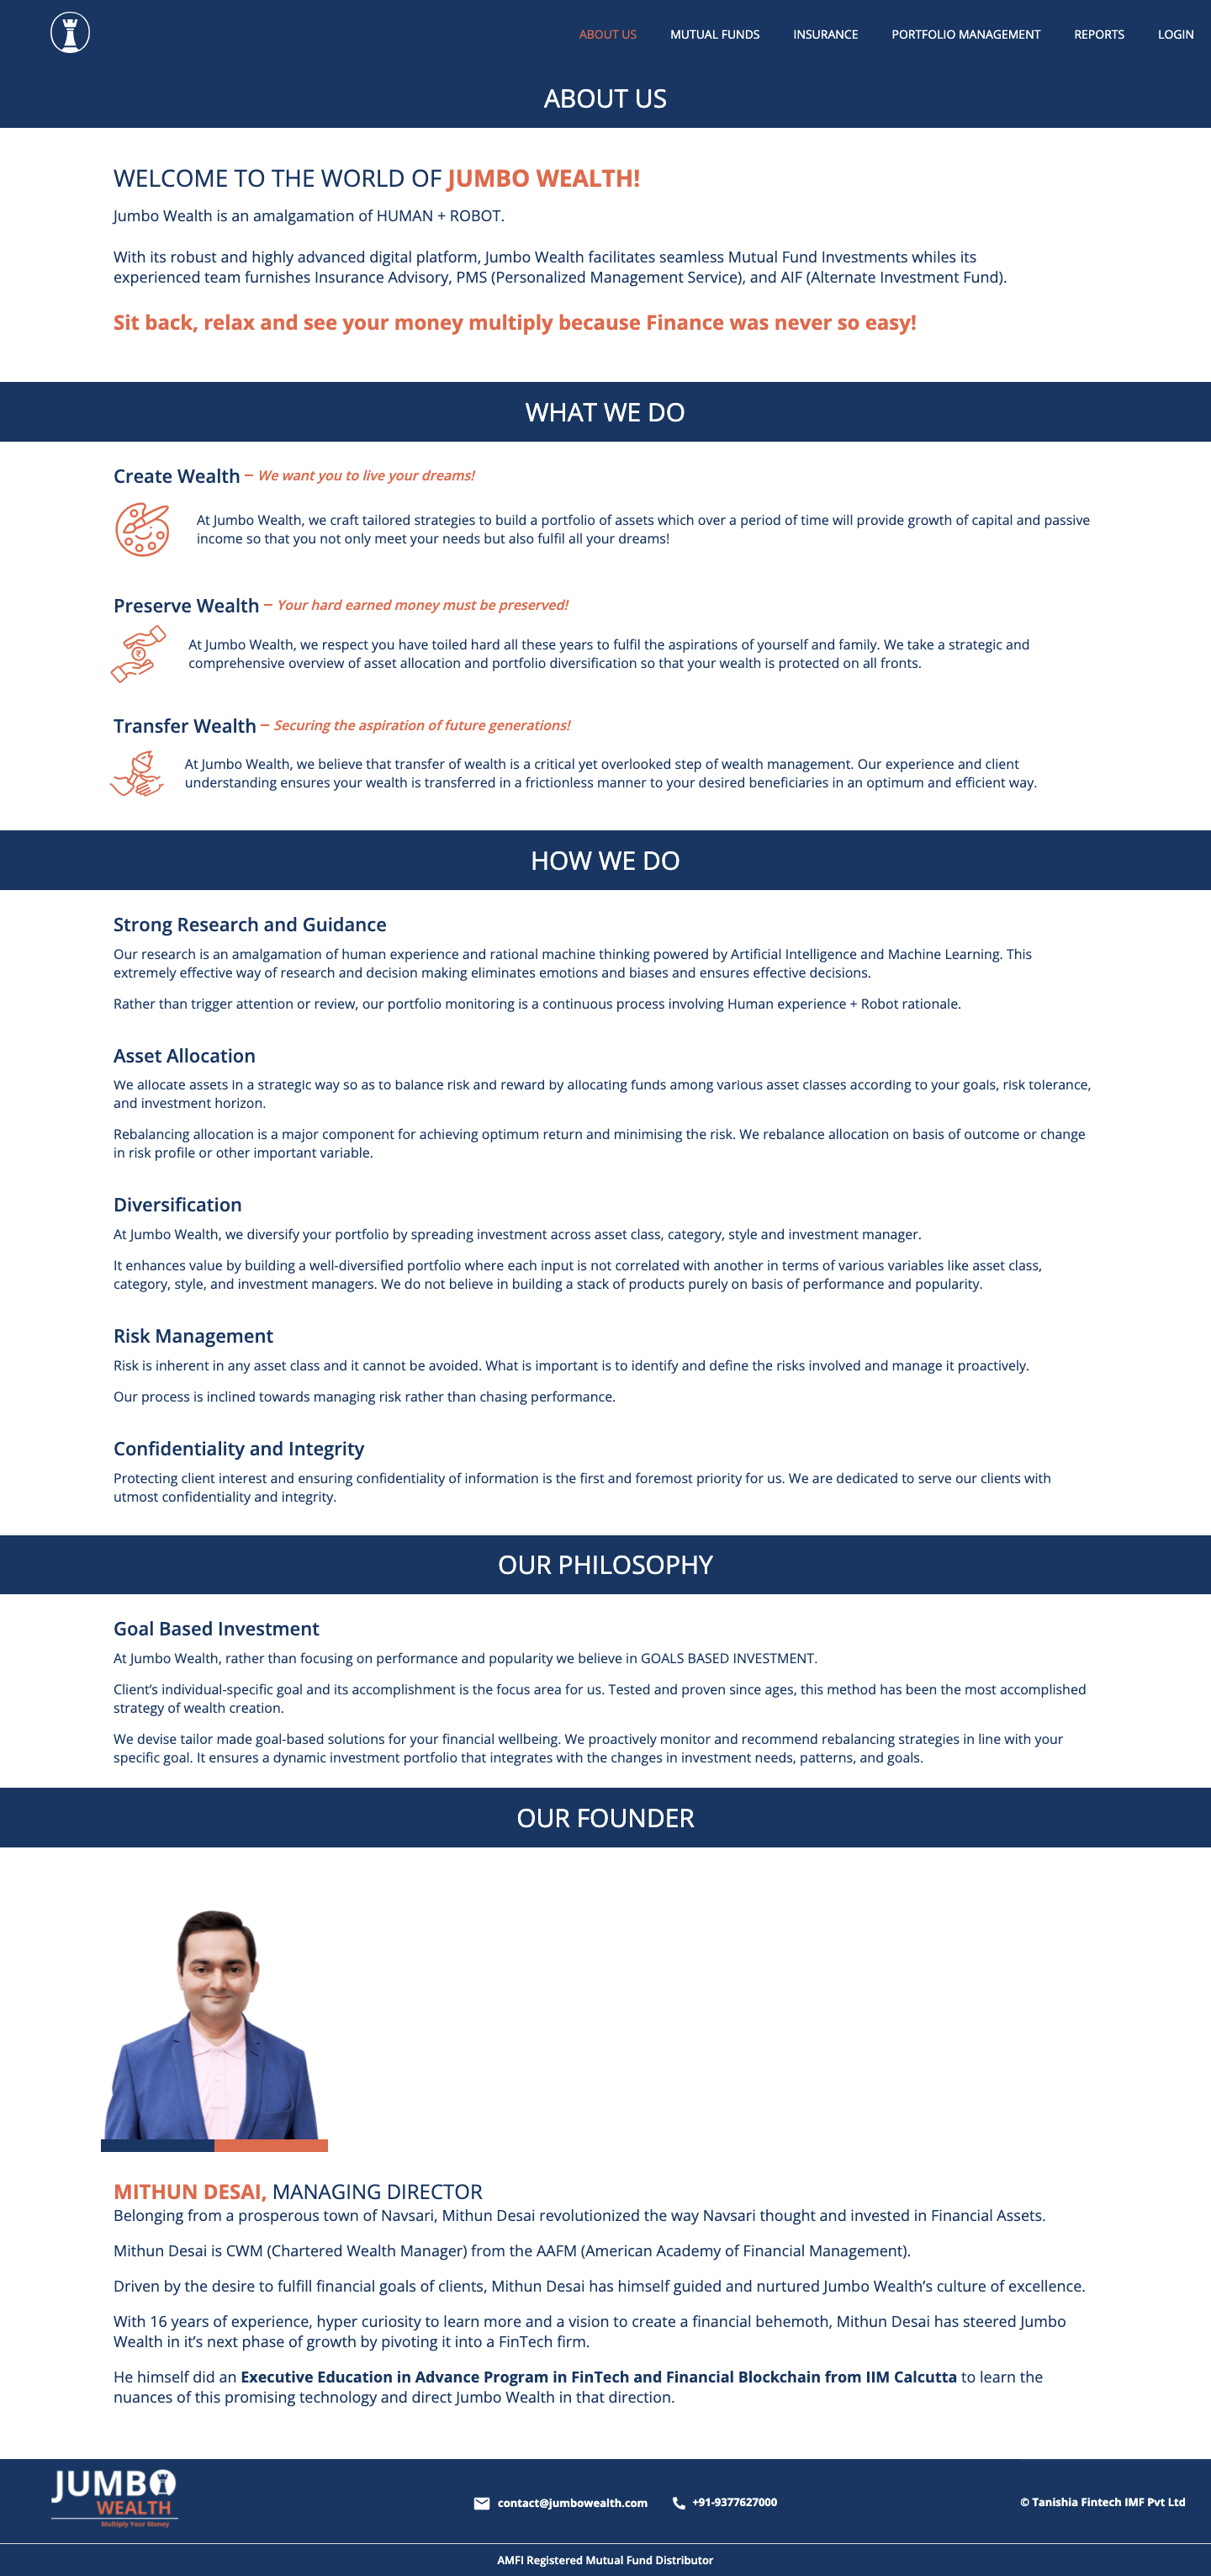 ABOUT US
MUTUAL FUNDS
INSURANCE
PORTFOLIO MANAGEMENT
REPORTS
LOGIN
ABOUT US
WELCOME TO THE WORLD OF JUMBO WEALTH!
Jumbo Wealth is an amalgamation of HUMAN + ROBOT.
With its robust and highly advanced digital platform, Jumbo Wealth facilitates seamless Mutual Fund Investments whiles its
experienced team furnishes Insurance Advisory, PMS (Personalized Management Service), and AIF (Alternate Investment Fund).
Sit back, relax and see your money multiply because Finance was never so easy!
WHAT WE DO
Create Wealth – We want you to live your dreams!
At Jumbo Wealth, we craft tailored strategies to build a portfolio of assets which over a period of time will provide growth of capital and passive
income so that you not only meet your needs but also fulfil all your dreams!
Preserve Wealth – Your hard earned money must be preserved!
At Jumbo Wealth, we respect you have toiled hard all these years to fulfil the aspirations of yourself and family. We take a strategic and
comprehensive overview of asset allocation and portfolio diversification so that your wealth is protected on all fronts.
Transfer Wealth – Securing the aspiration of future generations!
At Jumbo Wealth, we believe that transfer of wealth is a critical yet overlooked step of wealth management. Our experience and client
understanding ensures your wealth is transferred in a frictionless manner to your desired beneficiaries in an optimum and efficient way.
HOW WE DO
Strong Research and Guidance
Our research is an amalgamation of human experience and rational machine thinking powered by Artificial Intelligence and Machine Learning. This
extremely effective way of research and decision making eliminates emotions and biases and ensures effective decisions.
Rather than trigger attention or review, our portfolio monitoring is a continuous process involving Human experience + Robot rationale.
Asset Allocation
We allocate assets in a strategic way so as to balance risk and reward by allocating funds among various asset classes according to your goals, risk tolerance,
and investment horizon.
Rebalancing allocation is a major component for achieving optimum return and minimising the risk. We rebalance allocation on basis of outcome or change
in risk profile or other important variable.
Diversification
At Jumbo Wealth, we diversify your portfolio by spreading investment across asset class, category, style and investment manager.
It enhances value by building a well-diversified portfolio where each input is not correlated with another in terms of various variables like asset class,
category, style, and investment managers. We do not believe in building a stack of products purely on basis of performance and popularity.
Risk Management
Risk is inherent in any asset class and it cannot be avoided. What is important is to identify and define the risks involved and manage it proactively.
Our process is inclined towards managing risk rather than chasing performance.
Confidentiality and Integrity
Protecting client interest and ensuring confidentiality of information is the first and foremost priority for us. We are dedicated to serve our clients with
utmost confidentiality and integrity.
OUR PHILOSOPHY
Goal Based Investment
At Jumbo Wealth, rather than focusing on performance and popularity we believe in GOALS BASED INVESTMENT.
Client’s individual-specific goal and its accomplishment is the focus area for us. Tested and proven since ages, this method has been the most accomplished
strategy of wealth creation.
We devise tailor made goal-based solutions for your financial wellbeing. We proactively monitor and recommend rebalancing strategies in line with your
specific goal. It ensures a dynamic investment portfolio that integrates with the changes in investment needs, patterns, and goals.
OUR FOUNDER
MITHUN DESAI, MANAGING DIRECTOR
Belonging from a prosperous town of Navsari, Mithun Desai revolutionized the way Navsari thought and invested in Financial Assets.
Mithun Desai is CWM (Chartered Wealth Manager) from the AAFM (American Academy of Financial Management).
Driven by the desire to fulfill financial goals of clients, Mithun Desai has himself guided and nurtured Jumbo Wealth’s culture of excellence.
With 16 years of experience, hyper curiosity to learn more and a vision to create a financial behemoth, Mithun Desai has steered Jumbo
Wealth in it’s next phase of growth by pivoting it into a FinTech firm.
He himself did an Executive Education in Advance Program in FinTech and Financial Blockchain from IIM Calcutta to learn the
nuances of this promising technology and direct Jumbo Wealth in that direction.
JUMBO
WEALTH
Multiply Your Money
contact@jumbowealth.com
+91-9377627000
© Tanishia Fintech IMF Pvt Ltd
AMFI Registered Mutual Fund Distributor